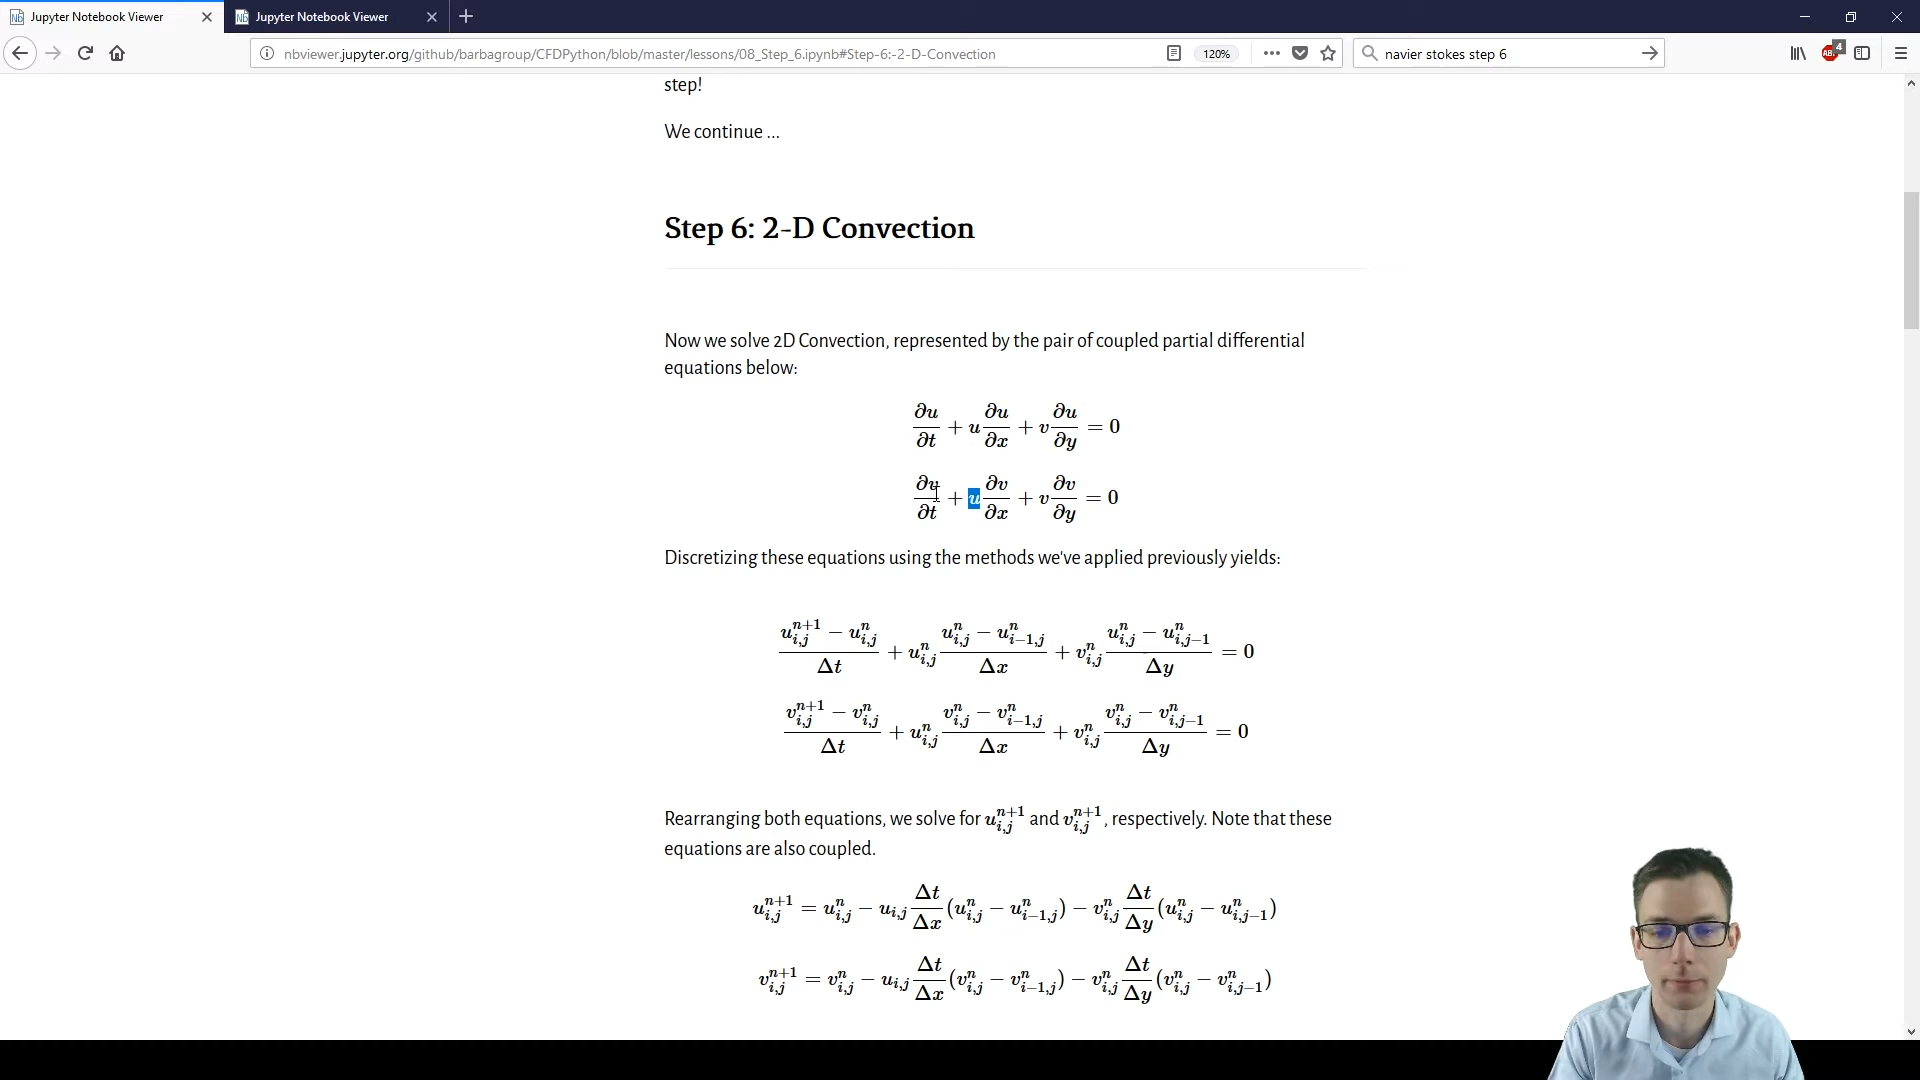 Jupyter Notebook Viewer
Jupyter Notebook Viewer
nbviewer.jupyter.org/github/barbagroup/CFDPython/blob/master/lessons/08_Step_6.ipynb#Step-6:-2-D-Convection
120%
navier stokes step 6
4
step!
We continue ...
Step 6: 2-D Convection
Now we solve 2D Convection, represented by the pair of coupled partial differential
equations below:
∂u/∂t + u ∂u/∂x + v ∂u/∂y = 0
∂v/∂t + u ∂v/∂x + v ∂v/∂y = 0
Discretizing these equations using the methods we've applied previously yields:
(u_{i,j}^{n+1} − u_{i,j}^n)/Δt + u_{i,j}^n (u_{i,j}^n − u_{i−1,j}^n)/Δx + v_{i,j}^n (u_{i,j}^n − u_{i,j−1}^n)/Δy = 0
(v_{i,j}^{n+1} − v_{i,j}^n)/Δt + u_{i,j}^n (v_{i,j}^n − v_{i−1,j}^n)/Δx + v_{i,j}^n (v_{i,j}^n − v_{i,j−1}^n)/Δy = 0
Rearranging both equations, we solve for u_{i,j}^{n+1} and v_{i,j}^{n+1}, respectively. Note that these
equations are also coupled.
u_{i,j}^{n+1} = u_{i,j}^n − u_{i,j} Δt/Δx (u_{i,j}^n − u_{i−1,j}^n) − v_{i,j}^n Δt/Δy (u_{i,j}^n − u_{i,j−1}^n)
v_{i,j}^{n+1} = v_{i,j}^n − u_{i,j} Δt/Δx (v_{i,j}^n − v_{i−1,j}^n) − v_{i,j}^n Δt/Δy (v_{i,j}^n − v_{i,j−1}^n)